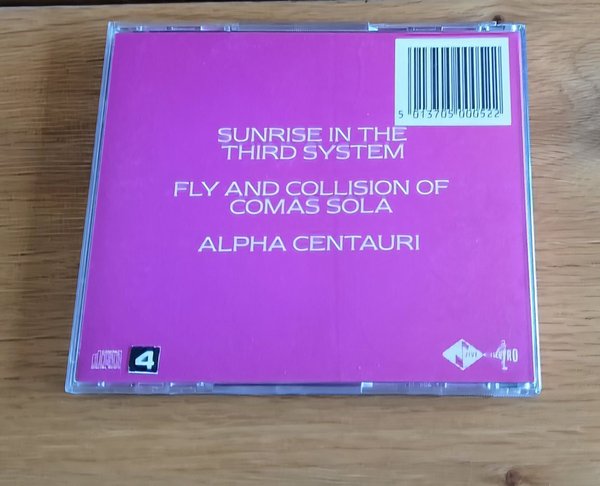 5 013705 000522
SUNRISE IN THE
THIRD SYSTEM
FLY AND COLLISION OF
COMAS SOLA
ALPHA CENTAURI
4